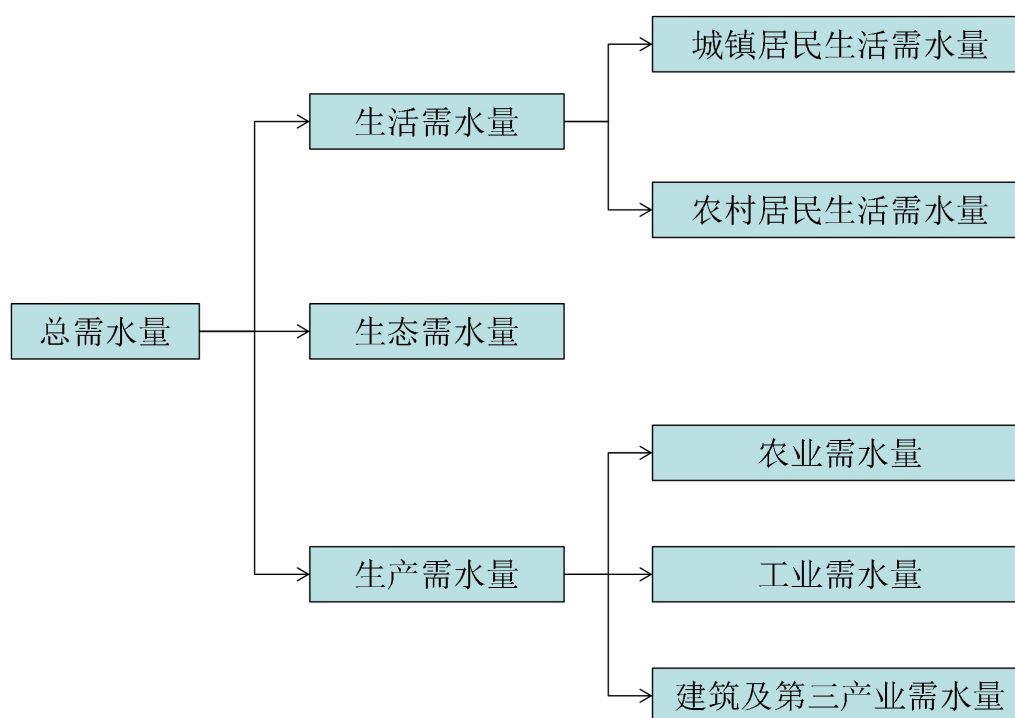 城镇居民生活需水量
生活需水量
农村居民生活需水量
总需水量
生态需水量
农业需水量
生产需水量
工业需水量
建筑及第三产业需水量